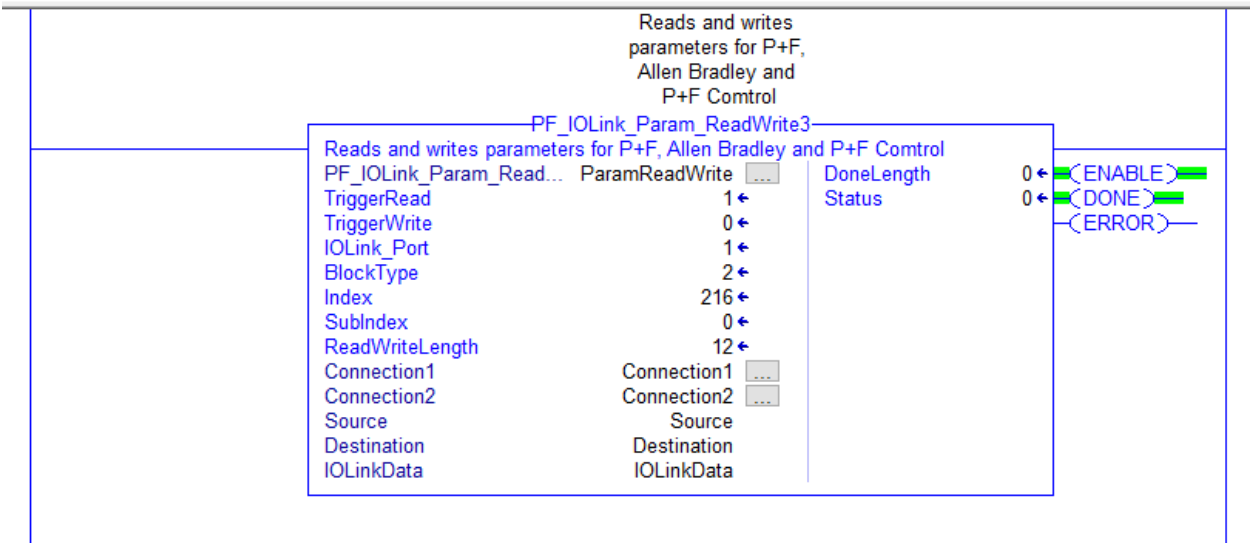 Reads and writes
parameters for P+F,
Allen Bradley and
P+F Comtrol
PF_IOLink_Param_ReadWrite3
Reads and writes parameters for P+F, Allen Bradley and P+F Comtrol
PF_IOLink_Param_Read... ParamReadWrite ... DoneLength 0 (ENABLE)
TriggerRead 1 Status 0 (DONE)
TriggerWrite 0 (ERROR)
IOLink_Port 1
BlockType 2
Index 216
SubIndex 0
ReadWriteLength 12
Connection1 Connection1 ...
Connection2 Connection2 ...
Source Source
Destination Destination
IOLinkData IOLinkData